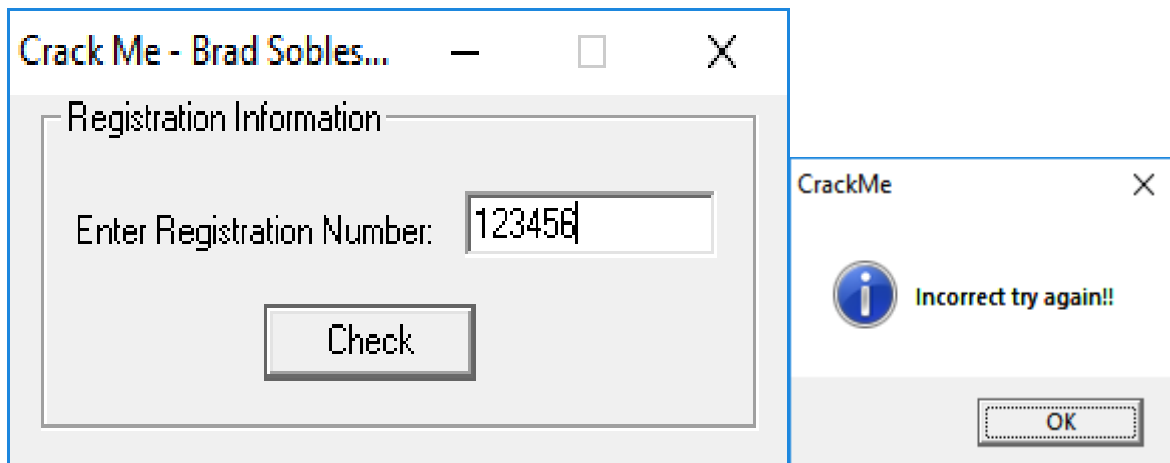 Crack Me - Brad Sobles...
Registration Information
Enter Registration Number: 123456
Check
CrackMe
Incorrect try again!!
OK